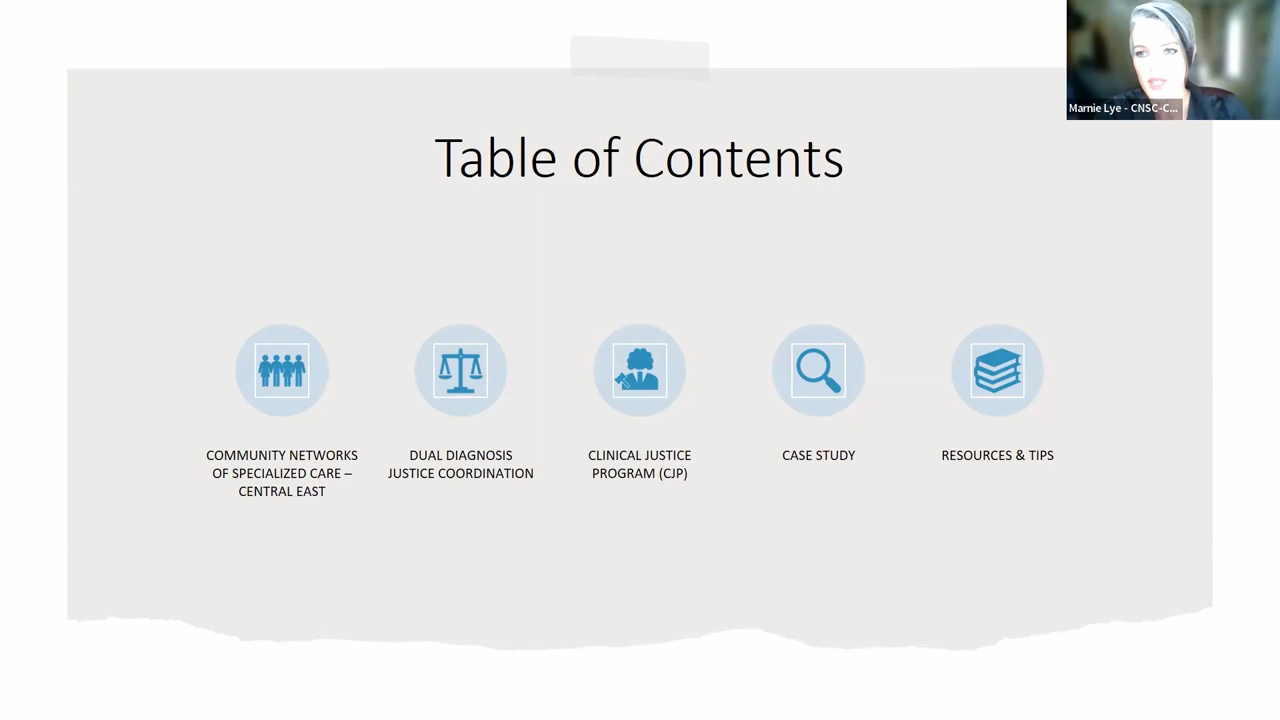 Marnie Lye - CNSC-C...
Table of Contents
COMMUNITY NETWORKS
OF SPECIALIZED CARE –
CENTRAL EAST
DUAL DIAGNOSIS
JUSTICE COORDINATION
CLINICAL JUSTICE
PROGRAM (CJP)
CASE STUDY
RESOURCES & TIPS